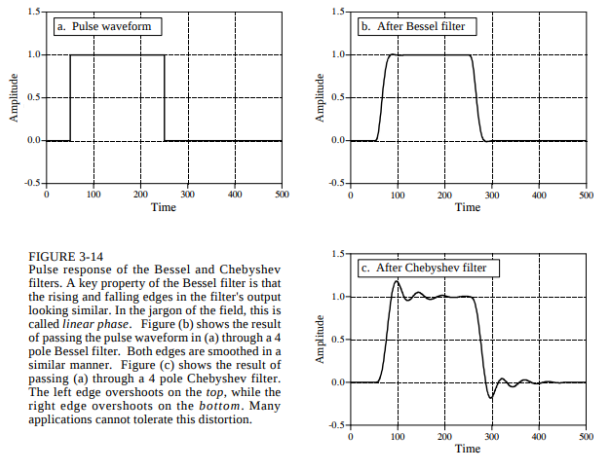 1.5
a. Pulse waveform
1.0
0.5
0.0
-0.5
0 100 200 300 400 500
Time
Amplitude
1.5
b. After Bessel filter
1.0
0.5
0.0
-0.5
0 100 200 300 400 500
Time
Amplitude
FIGURE 3-14
Pulse response of the Bessel and Chebyshev
filters. A key property of the Bessel filter is that
the rising and falling edges in the filter's output
looking similar. In the jargon of the field, this is
called linear phase. Figure (b) shows the result
of passing the pulse waveform in (a) through a 4
pole Bessel filter. Both edges are smoothed in a
similar manner. Figure (c) shows the result of
passing (a) through a 4 pole Chebyshev filter.
The left edge overshoots on the top, while the
right edge overshoots on the bottom. Many
applications cannot tolerate this distortion.
1.5
c. After Chebyshev filter
1.0
0.5
0.0
-0.5
0 100 200 300 400 500
Time
Amplitude